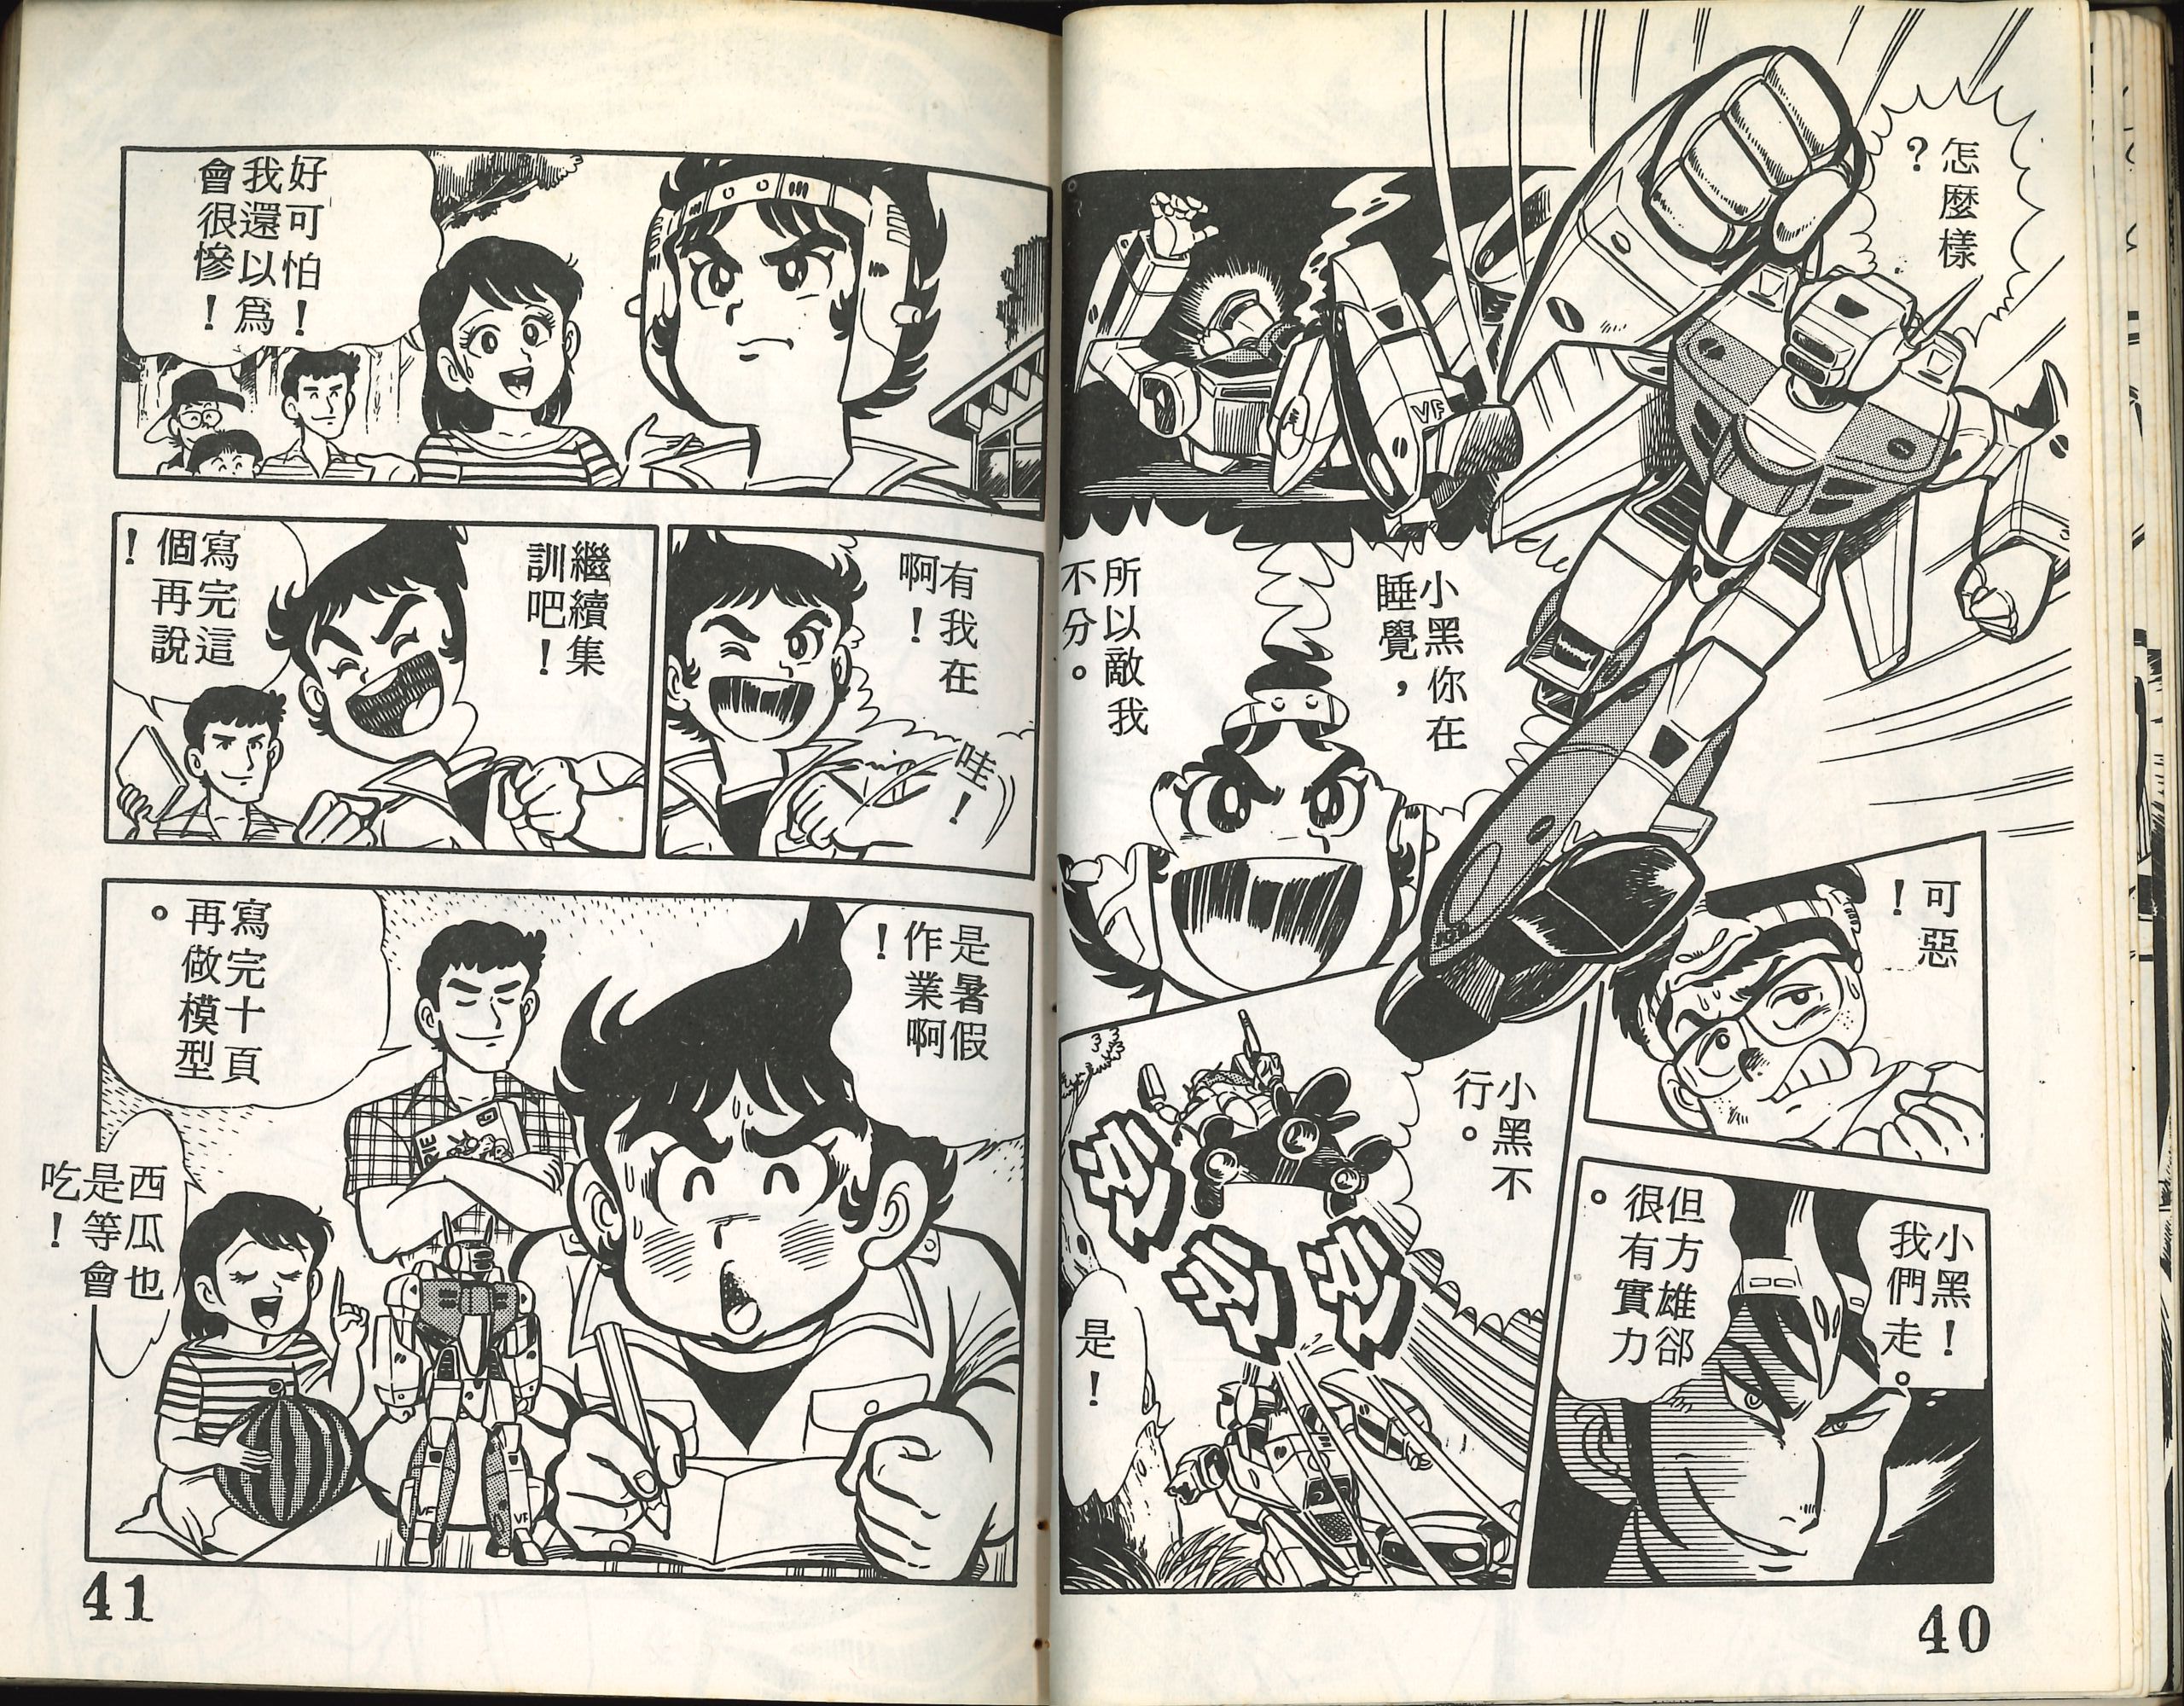 怎麼樣
？
小黑你在
睡覺，
所以敵我
不分。
可惡
！
小黑！
我們走。
但方雄卻
很有實力
。
小黑不
行。
是！
VF
40
好可怕！
我還以爲
會很慘！
有我在
啊！
哇！
繼續集
訓吧！
寫完這
個再說
！
是暑假
作業啊
！
寫完十頁
再做模型
。
西瓜也
是等會
吃！
VF
VF
41